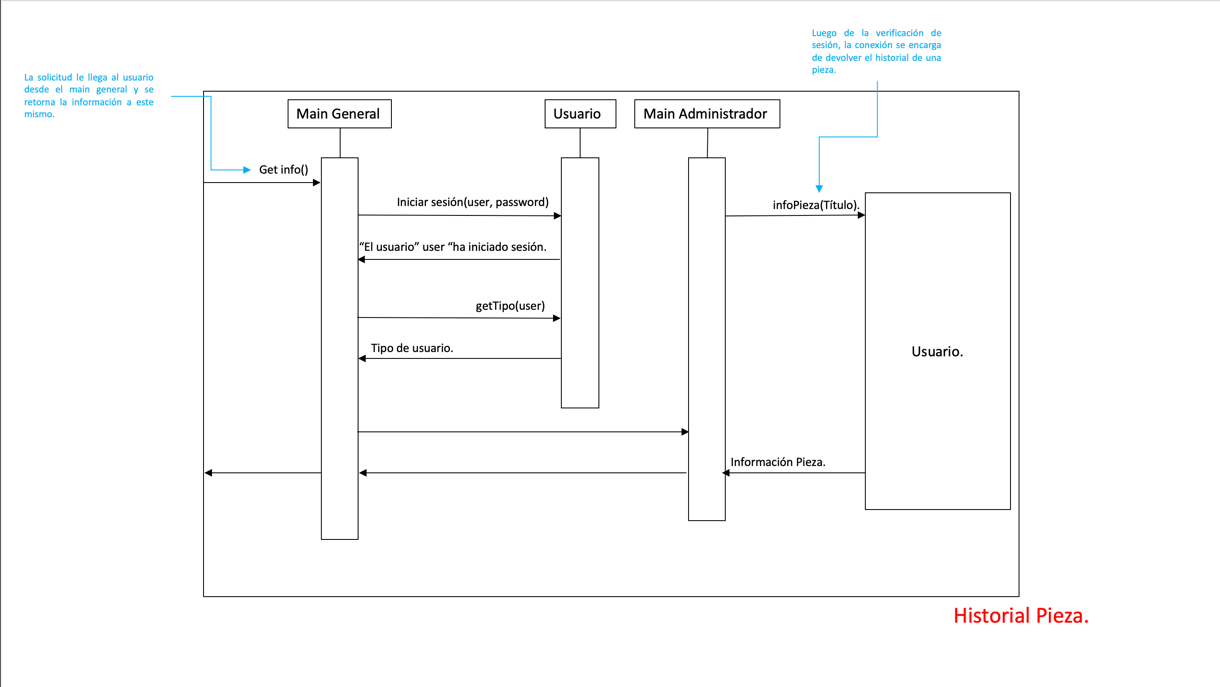 Luego de la verificación de
sesión, la conexión se encarga
de devolver el historial de una
pieza.
La solicitud le llega al usuario
desde el main general y se
retorna la información a este
mismo.
Main General
Usuario
Main Administrador
Get info()
Iniciar sesión(user, password)
infoPieza(Título).
“El usuario” user “ha iniciado sesión.
getTipo(user)
Tipo de usuario.
Usuario.
Información Pieza.
Historial Pieza.